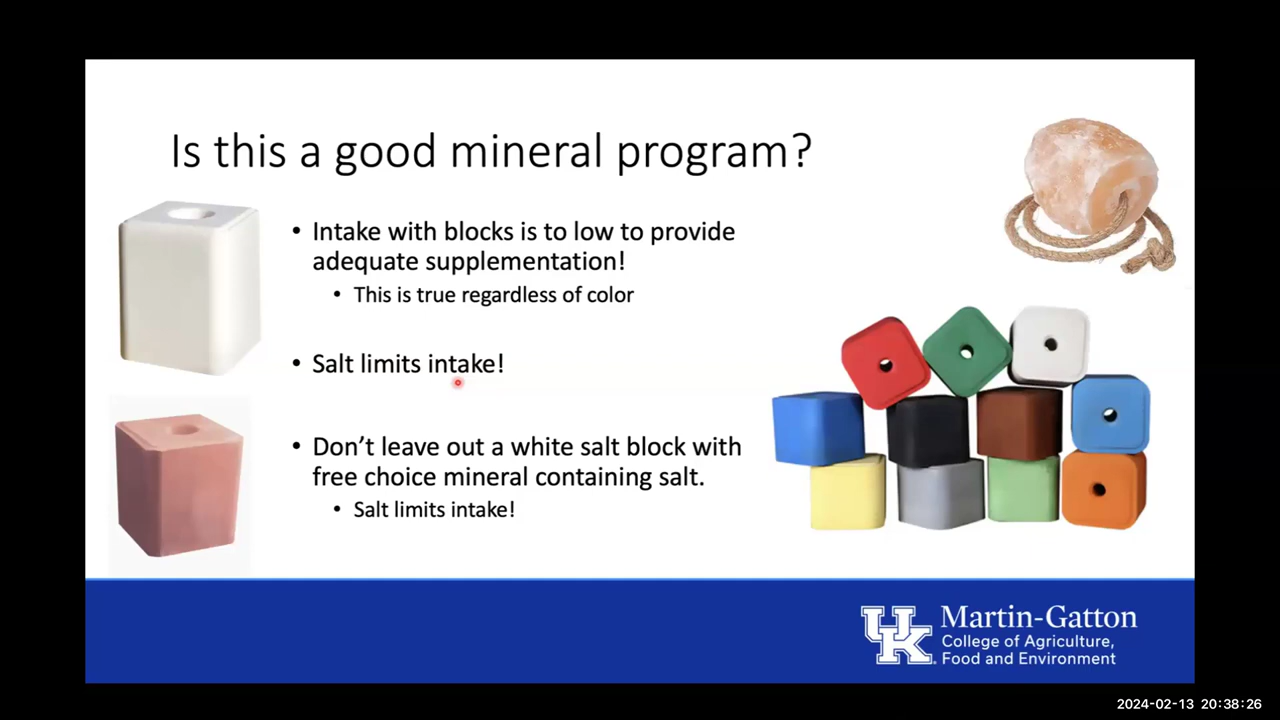 Is this a good mineral program?
• Intake with blocks is to low to provide
adequate supplementation!
• This is true regardless of color
• Salt limits intake!
• Don't leave out a white salt block with
free choice mineral containing salt.
• Salt limits intake!
UK
Martin-Gatton
College of Agriculture,
Food and Environment
2024-02-13 20:38:26